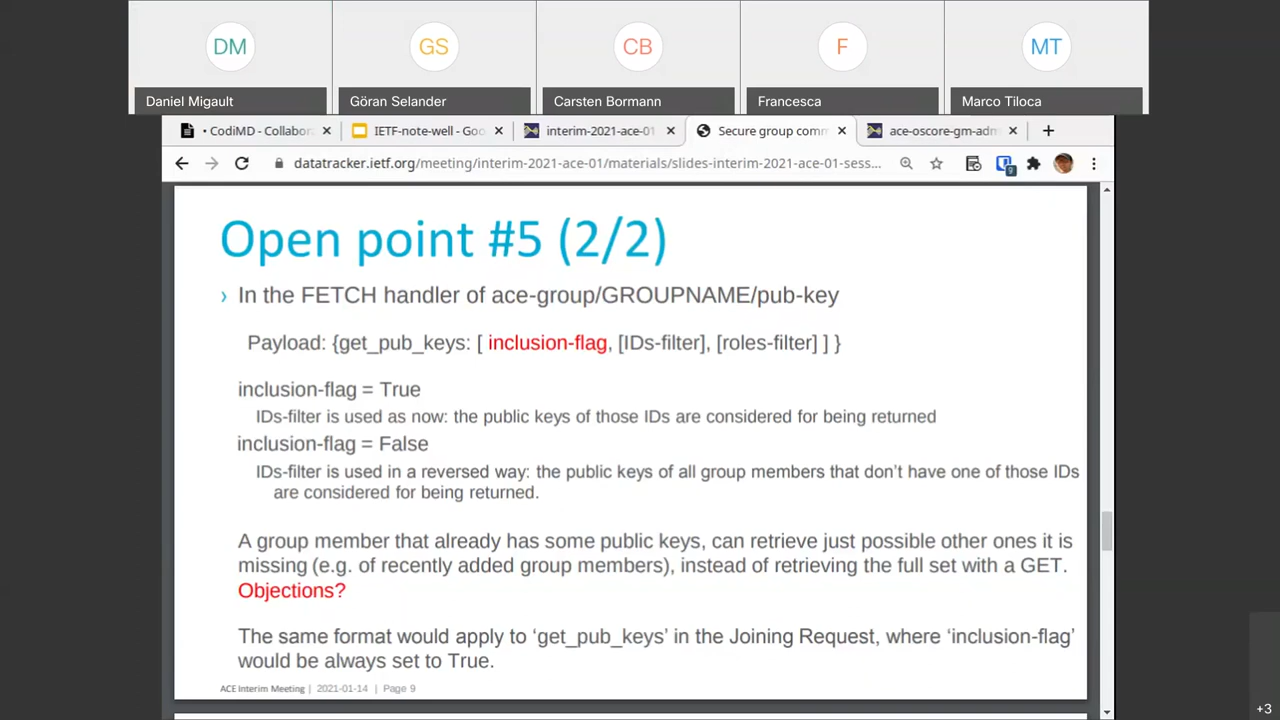 DM
GS
CB
F
MT
Daniel Migault
Göran Selander
Carsten Bormann
Francesca
Marco Tiloca
CodiMD - Collabor
IETF-note-well - Goo
interim-2021-ace-01
Secure group com
ace-oscore-gm-adm
datatracker.ietf.org/meeting/interim-2021-ace-01/materials/slides-interim-2021-ace-01-sess...
9
Open point #5 (2/2)
› In the FETCH handler of ace-group/GROUPNAME/pub-key
Payload: {get_pub_keys: [ inclusion-flag, [IDs-filter], [roles-filter] ] }
inclusion-flag = True
IDs-filter is used as now: the public keys of those IDs are considered for being returned
inclusion-flag = False
IDs-filter is used in a reversed way: the public keys of all group members that don't have one of those IDs
are considered for being returned.
A group member that already has some public keys, can retrieve just possible other ones it is
missing (e.g. of recently added group members), instead of retrieving the full set with a GET.
Objections?
The same format would apply to ‘get_pub_keys’ in the Joining Request, where ‘inclusion-flag’
would be always set to True.
ACE Interim Meeting | 2021-01-14 | Page 9
+3